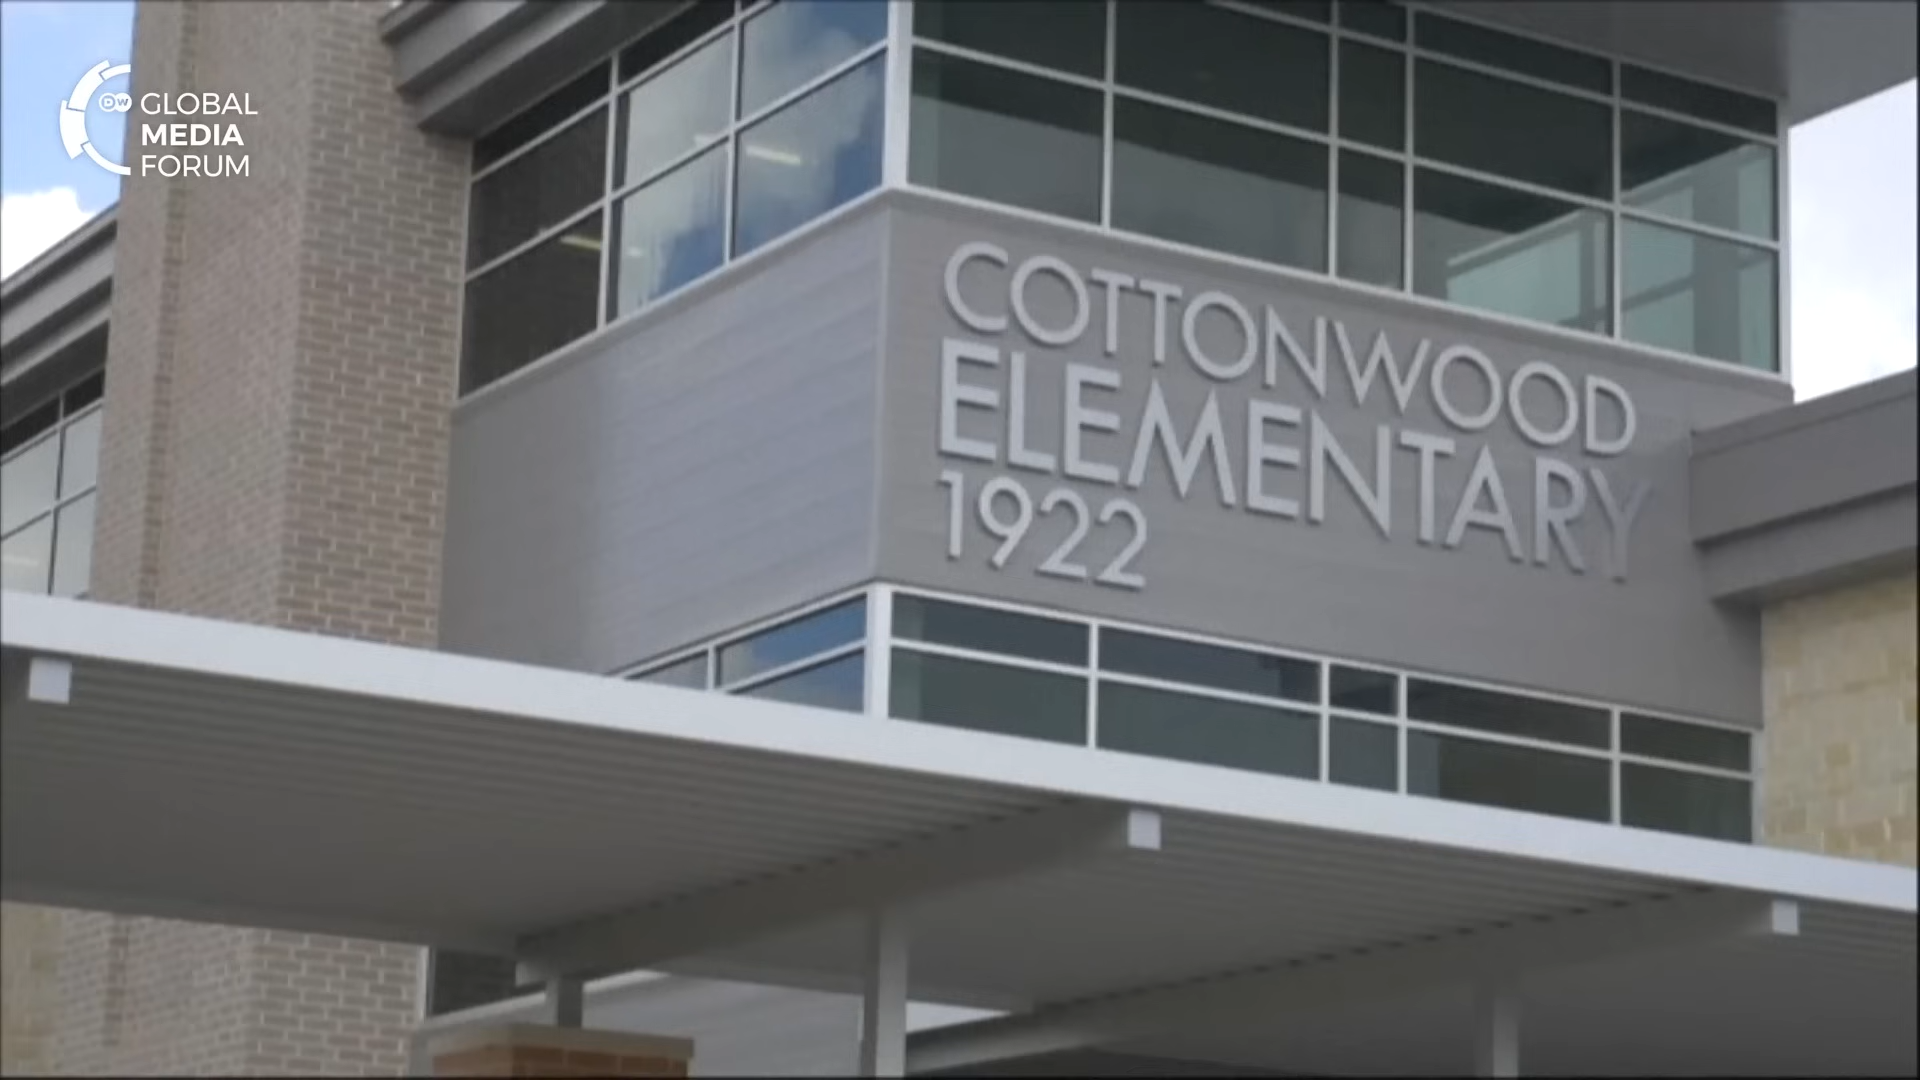 DW
GLOBAL
MEDIA
FORUM
COTTONWOOD
ELEMENTARY
1922